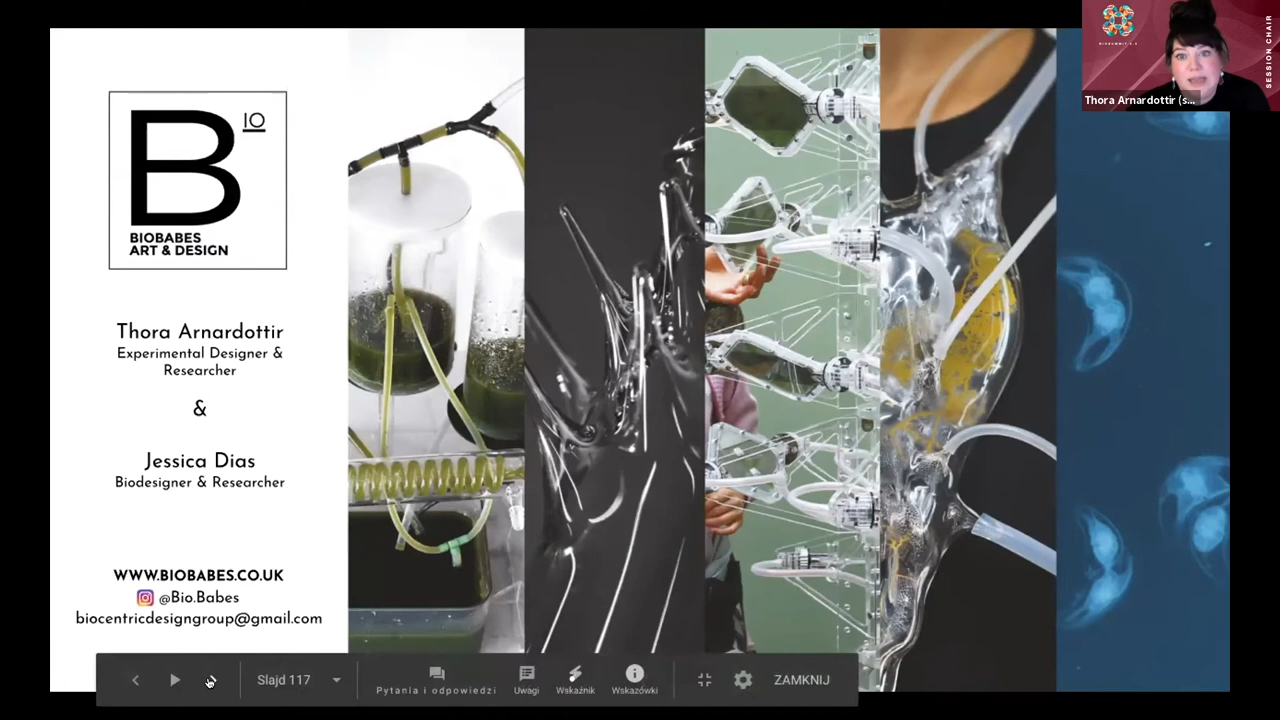 B IO
BIOBABES
ART & DESIGN
Thora Arnardottir
Experimental Designer &
Researcher
&
Jessica Dias
Biodesigner & Researcher
WWW.BIOBABES.CO.UK
@Bio.Babes
biocentricdesigngroup@gmail.com
Slajd 117
Pytania i odpowiedzi
Uwagi
Wskaźnik
Wskazówki
ZAMKNIJ
SESSION CHAIR
Thora Arnardottir (s...